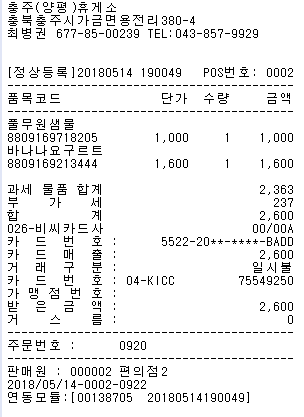 충주(양평)휴게소
충북충주시가금면용전리380-4
최병권 677-85-00239 TEL:043-857-9929
[정상등록]20180514 190049 POS번호: 0002
품목코드 단가 수량 금액
풀무원샘물
8809169718205 1,000 1 1,000
바나나요구르트
8809169213444 1,600 1 1,600
과세 물품 합계 2,363
부 가 세 237
합 계 2,600
026-비씨카드사 00/00A
카 드 번 호 : 5522-20**-****-BADD
카 드 매 출 : 2,600
거 래 구 분 : 일시불
카 드 번 호 : 04-KICC 75549250
가 맹 점 번 호 :
받 은 금 액 : 2,600
거 스 름 : 0
주문번호 : 0920
판매원 : 000002 편의점2
2018/05/14-0002-0922
연동모듈:[00138705 20180514190049]